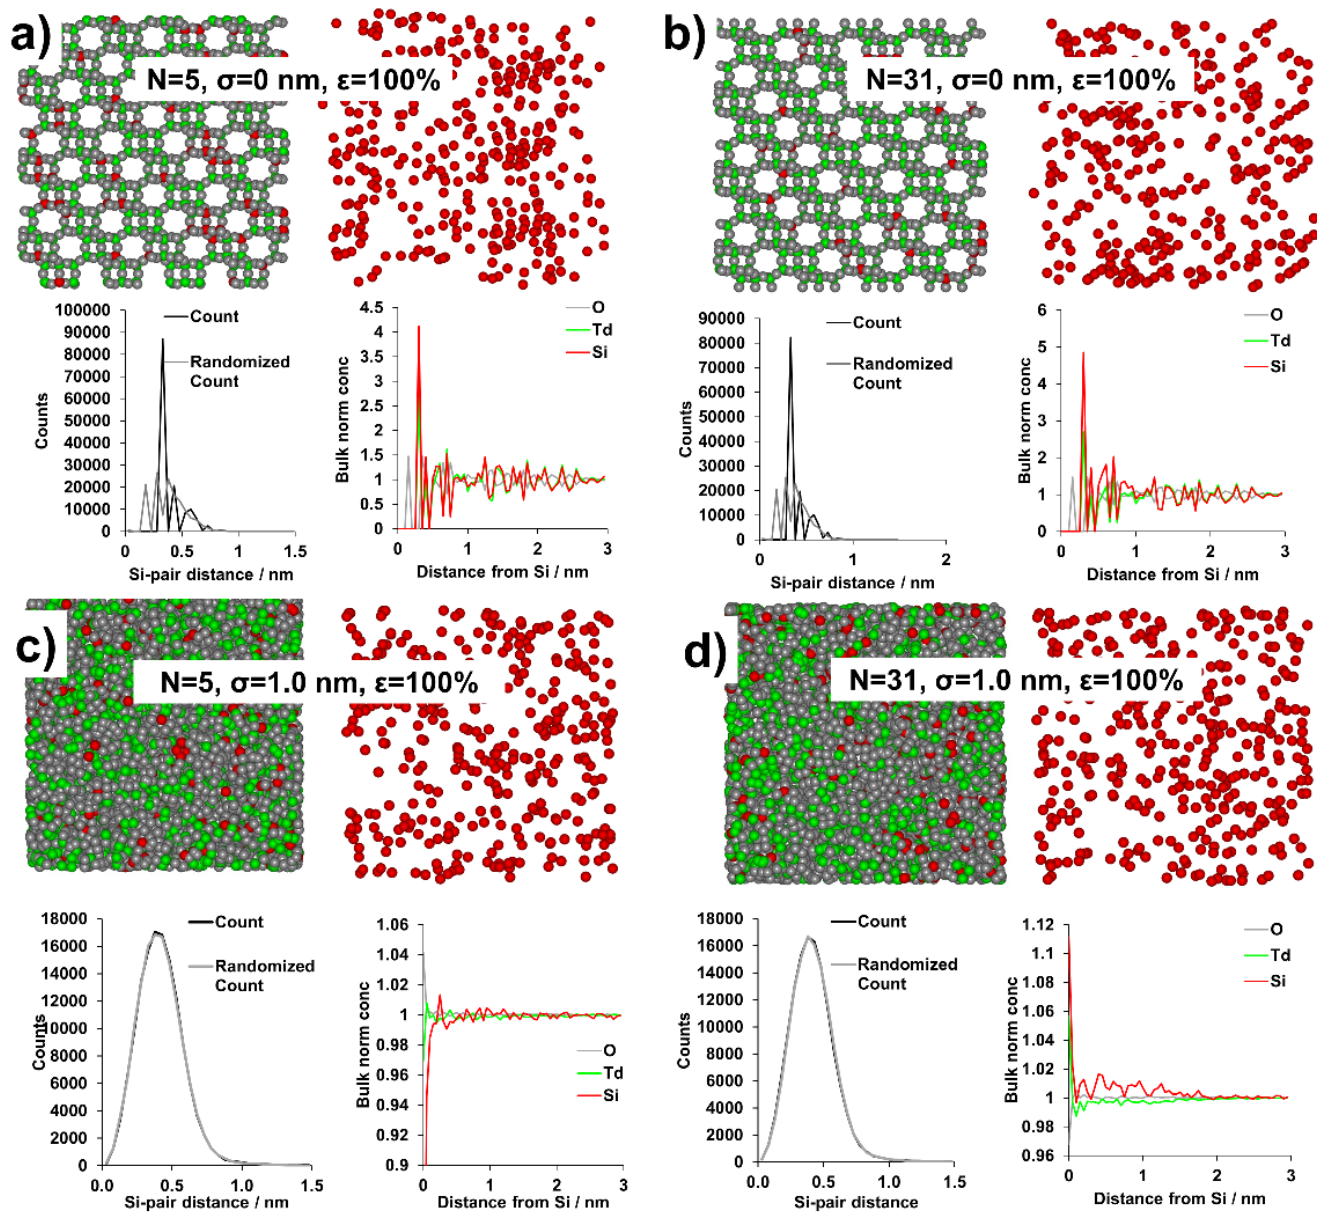 a)
N=5, σ=0 nm, ε=100%
b)
N=31, σ=0 nm, ε=100%
100000
90000
80000
70000
60000
50000
40000
30000
20000
10000
0
Counts
Count
Randomized
Count
0
0.5
1
1.5
Si-pair distance / nm
4.5
4
3.5
3
2.5
2
1.5
1
0.5
0
Bulk norm conc
O
Td
Si
0
1
2
3
Distance from Si / nm
90000
80000
70000
60000
50000
40000
30000
20000
10000
0
Counts
Count
Randomized
Count
0
1
2
Si-pair distance / nm
6
5
4
3
2
1
0
Bulk norm conc
O
Td
Si
0
1
2
3
Distance from Si / nm
c)
N=5, σ=1.0 nm, ε=100%
d)
N=31, σ=1.0 nm, ε=100%
18000
16000
14000
12000
10000
8000
6000
4000
2000
0
Counts
Count
Randomized
Count
0.0
0.5
1.0
1.5
Si-pair distance / nm
1.06
1.04
1.02
1
0.98
0.96
0.94
0.92
0.9
Bulk norm conc
O
Td
Si
0
1
2
3
Distance from Si / nm
18000
16000
14000
12000
10000
8000
6000
4000
2000
0
Counts
Count
Randomized
Count
0.0
0.5
1.0
1.5
Si-pair distance
1.12
1.1
1.08
1.06
1.04
1.02
1
0.98
0.96
Bulk norm conc
O
Td
Si
0
1
2
3
Distance from Si / nm